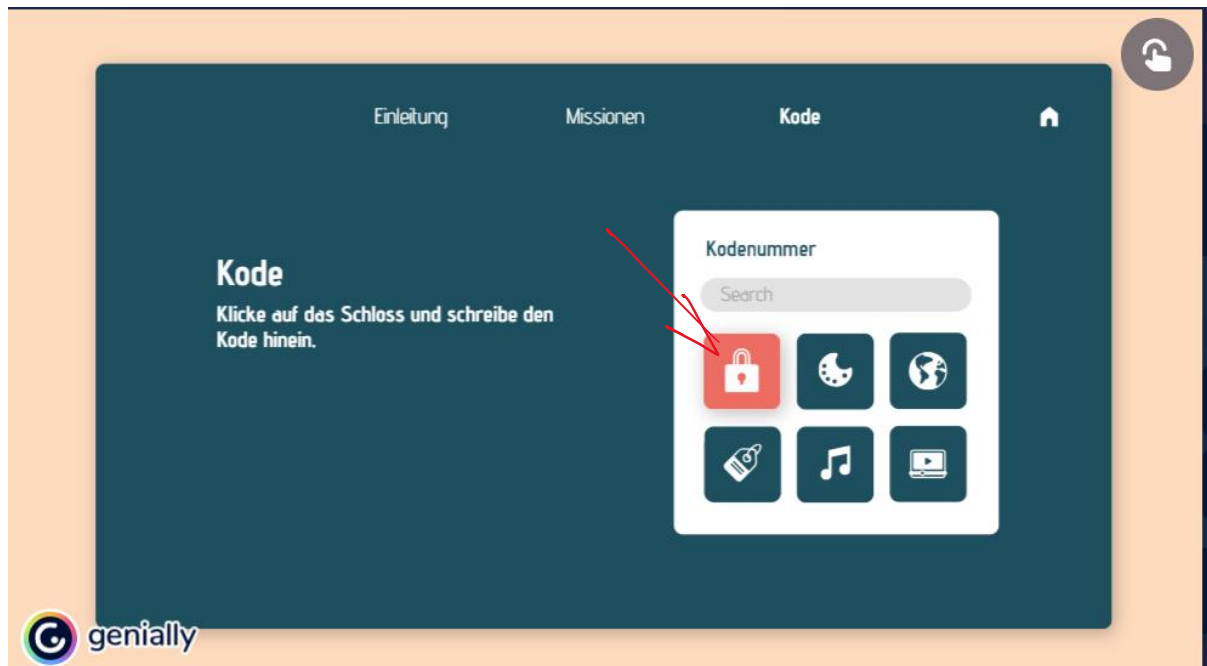 Einleitung
Missionen
Kode
Kode
Klicke auf das Schloss und schreibe den
Kode hinein.
Kodenummer
Search
genially